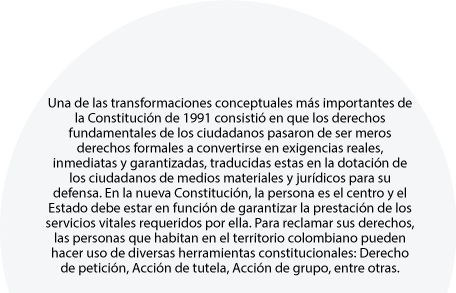 Una de las transformaciones conceptuales más importantes de
la Constitución de 1991 consistió en que los derechos
fundamentales de los ciudadanos pasaron de ser meros
derechos formales a convertirse en exigencias reales,
inmediatas y garantizadas, traducidas estas en la dotación de
los ciudadanos de medios materiales y jurídicos para su
defensa. En la nueva Constitución, la persona es el centro y el
Estado debe estar en función de garantizar la prestación de los
servicios vitales requeridos por ella. Para reclamar sus derechos,
las personas que habitan en el territorio colombiano pueden
hacer uso de diversas herramientas constitucionales: Derecho
de petición, Acción de tutela, Acción de grupo, entre otras.